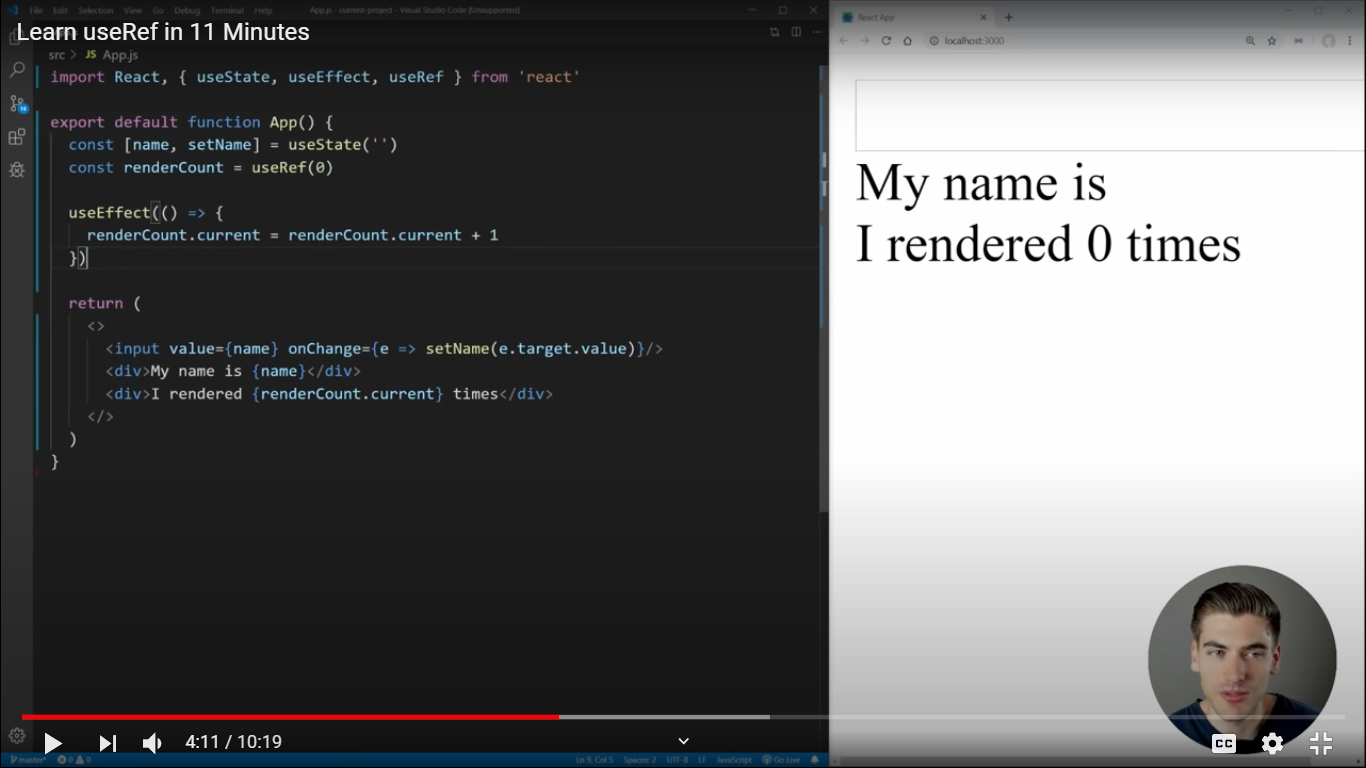 File Edit Selection View Go Debug Terminal Help
App.js - current-project - Visual Studio Code [Unsupported]
Learn useRef in 11 Minutes
src > JS App.js
import React, { useState, useEffect, useRef } from 'react'
export default function App() {
const [name, setName] = useState('')
const renderCount = useRef(0)
useEffect(() => {
renderCount.current = renderCount.current + 1
})
return (
<>
<input value={name} onChange={e => setName(e.target.value)}/>
<div>My name is {name}</div>
<div>I rendered {renderCount.current} times</div>
</>
)
}
React App
localhost:3000
My name is
I rendered 0 times
4:11 / 10:19
CC
master* 0 0
Ln 9, Col 5 Spaces: 2 UTF-8 LF JavaScript Go Live